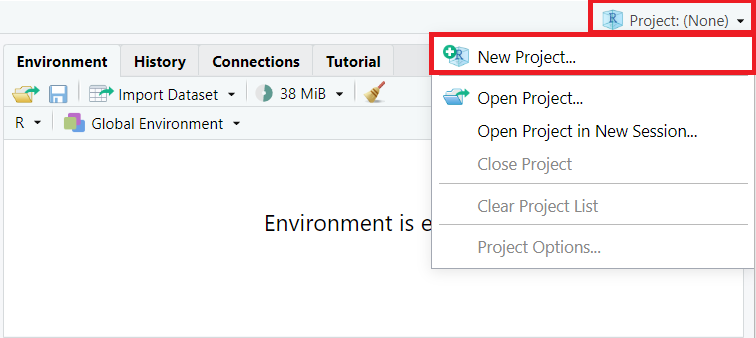 Project: (None)
Environment History Connections Tutorial
New Project...
Import Dataset 38 MiB
Open Project...
R Global Environment
Open Project in New Session...
Close Project
Clear Project List
Environment is e
Project Options...